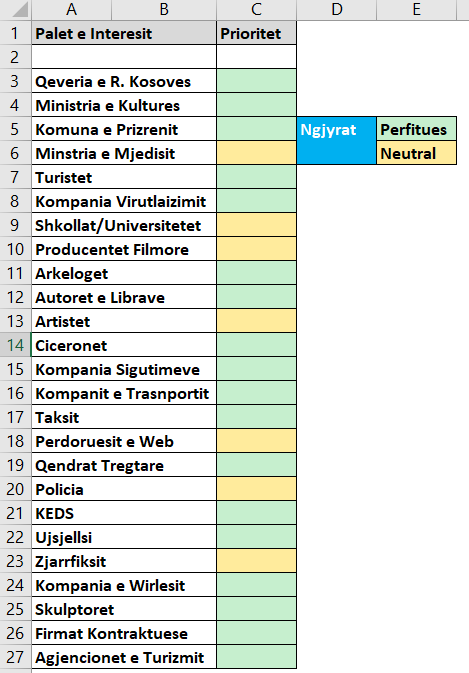 A B C D E
1 Palet e Interesit Prioritet
2
3 Qeveria e R. Kosoves
4 Ministria e Kultures
5 Komuna e Prizrenit Ngjyrat Perfitues
6 Minstria e Mjedisit Neutral
7 Turistet
8 Kompania Virutlaizimit
9 Shkollat/Universitetet
10 Producentet Filmore
11 Arkeloget
12 Autoret e Librave
13 Artistet
14 Ciceronet
15 Kompania Sigutimeve
16 Kompanit e Trasnportit
17 Taksit
18 Perdoruesit e Web
19 Qendrat Tregtare
20 Policia
21 KEDS
22 Ujsjellsi
23 Zjarrfiksit
24 Kompania e Wirlesit
25 Skulptoret
26 Firmat Kontraktuese
27 Agjencionet e Turizmit